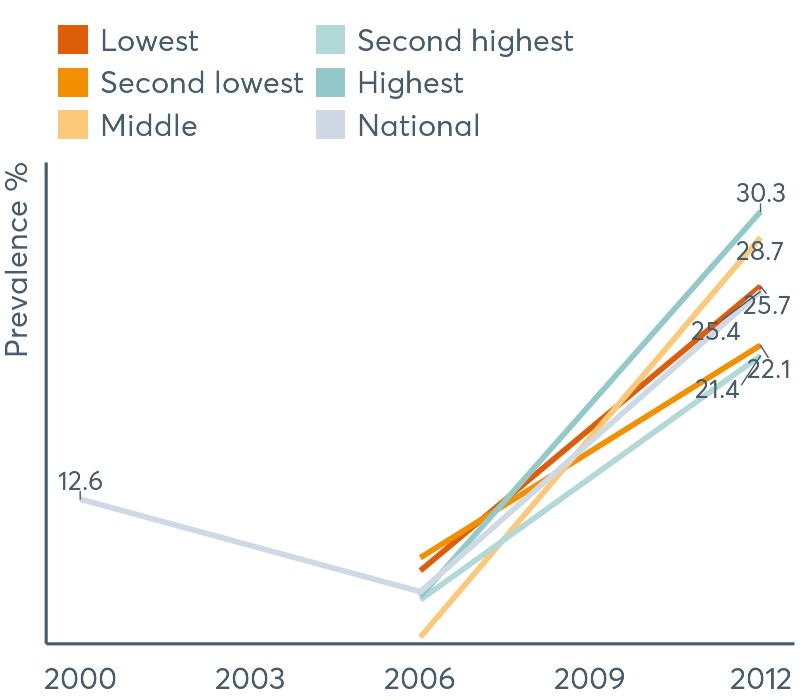 Lowest
Second lowest
Middle
Second highest
Highest
National
Prevalence %
30.3
28.7
25.7
25.4
22.1
21.4
12.6
2000 2003 2006 2009 2012